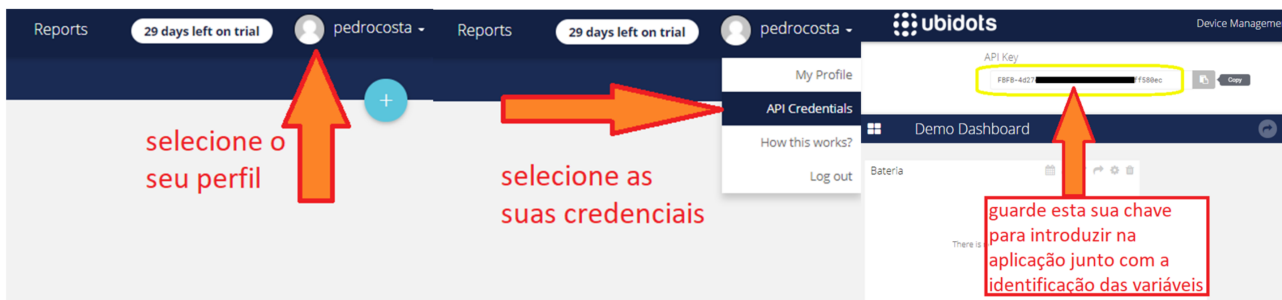 Reports 29 days left on trial pedrocosta
selecione o
seu perfil
Reports 29 days left on trial pedrocosta
My Profile
API Credentials
How this works?
Log out
selecione as
suas credenciais
ubidots Device Manageme
API Key
Copy
Demo Dashboard
Bateria
There is
guarde esta sua chave
para introduzir na
aplicação junto com a
identificação das variáveis